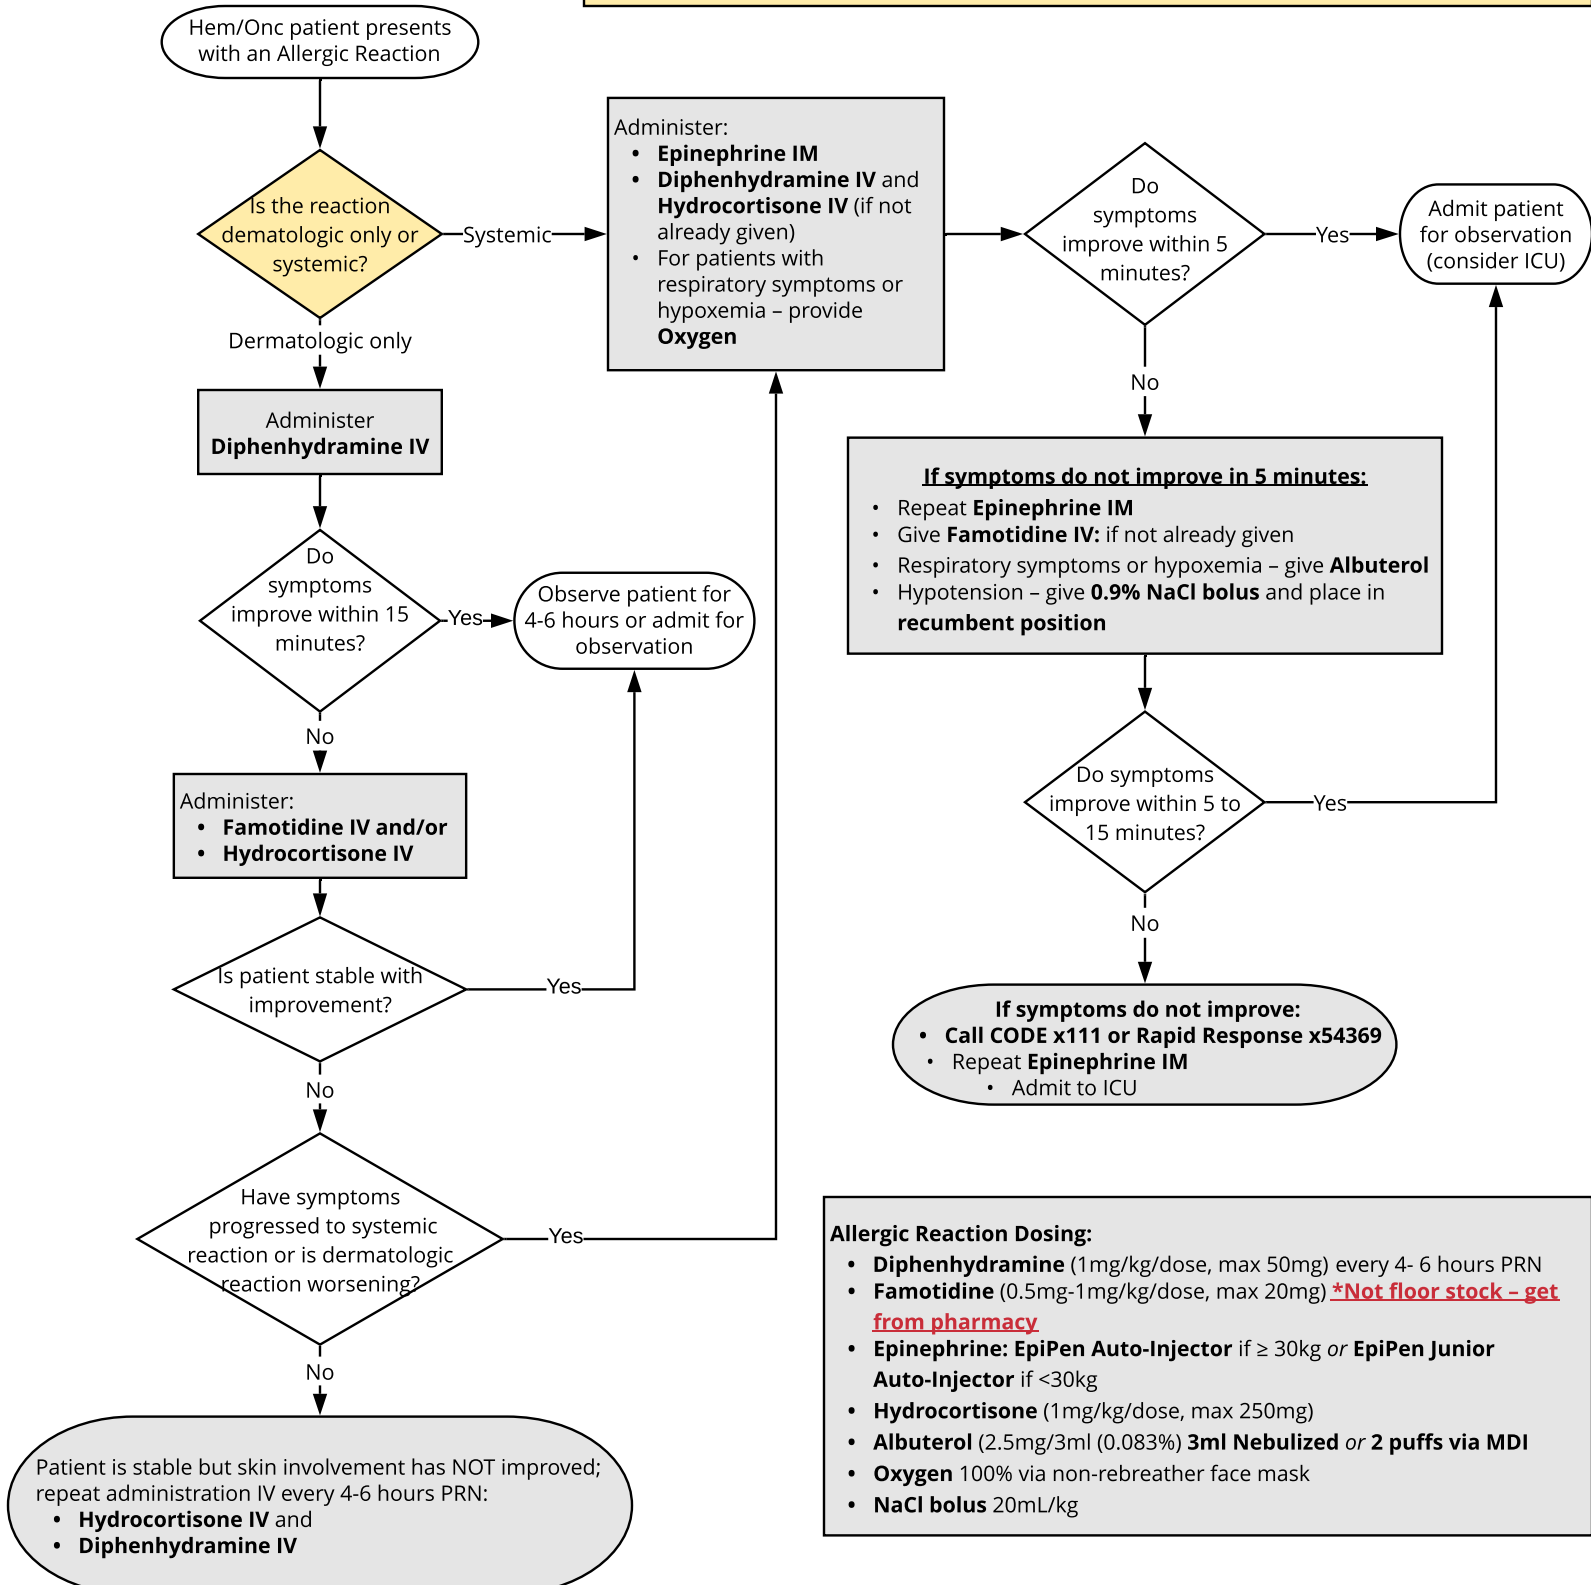 Hem/Onc patient presents
with an Allergic Reaction
Is the reaction
dematologic only or
systemic?
Systemic
Dermatologic only
Administer
Diphenhydramine IV
Do
symptoms
improve within 15
minutes?
Yes
Observe patient for
4-6 hours or admit for
observation
No
Administer:
• Famotidine IV and/or
• Hydrocortisone IV
Is patient stable with
improvement?
Yes
No
Have symptoms
progressed to systemic
reaction or is dermatologic
reaction worsening?
Yes
No
Patient is stable but skin involvement has NOT improved;
repeat administration IV every 4-6 hours PRN:
• Hydrocortisone IV and
• Diphenhydramine IV
Administer:
• Epinephrine IM
• Diphenhydramine IV and
Hydrocortisone IV (if not
already given)
• For patients with
respiratory symptoms or
hypoxemia – provide
Oxygen
Do
symptoms
improve within 5
minutes?
Yes
Admit patient
for observation
(consider ICU)
No
If symptoms do not improve in 5 minutes:
• Repeat Epinephrine IM
• Give Famotidine IV: if not already given
• Respiratory symptoms or hypoxemia – give Albuterol
• Hypotension – give 0.9% NaCl bolus and place in
recumbent position
Do symptoms
improve within 5 to
15 minutes?
Yes
No
If symptoms do not improve:
• Call CODE x111 or Rapid Response x54369
• Repeat Epinephrine IM
• Admit to ICU
Allergic Reaction Dosing:
• Diphenhydramine (1mg/kg/dose, max 50mg) every 4- 6 hours PRN
• Famotidine (0.5mg-1mg/kg/dose, max 20mg) *Not floor stock – get
from pharmacy
• Epinephrine: EpiPen Auto-Injector if ≥ 30kg or EpiPen Junior
Auto-Injector if <30kg
• Hydrocortisone (1mg/kg/dose, max 250mg)
• Albuterol (2.5mg/3ml (0.083%) 3ml Nebulized or 2 puffs via MDI
• Oxygen 100% via non-rebreather face mask
• NaCl bolus 20mL/kg